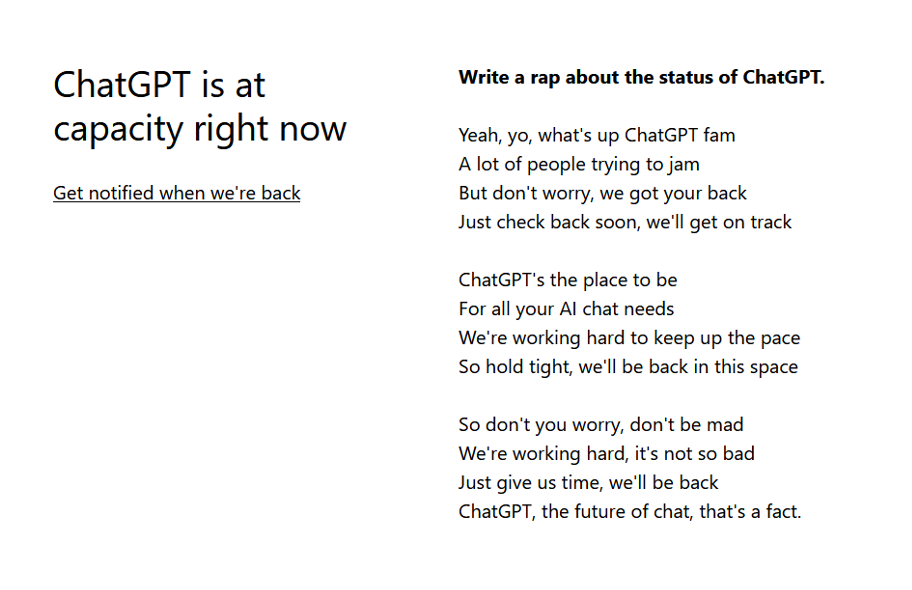 ChatGPT is at
capacity right now
Get notified when we're back
Write a rap about the status of ChatGPT.
Yeah, yo, what's up ChatGPT fam
A lot of people trying to jam
But don't worry, we got your back
Just check back soon, we'll get on track
ChatGPT's the place to be
For all your AI chat needs
We're working hard to keep up the pace
So hold tight, we'll be back in this space
So don't you worry, don't be mad
We're working hard, it's not so bad
Just give us time, we'll be back
ChatGPT, the future of chat, that's a fact.